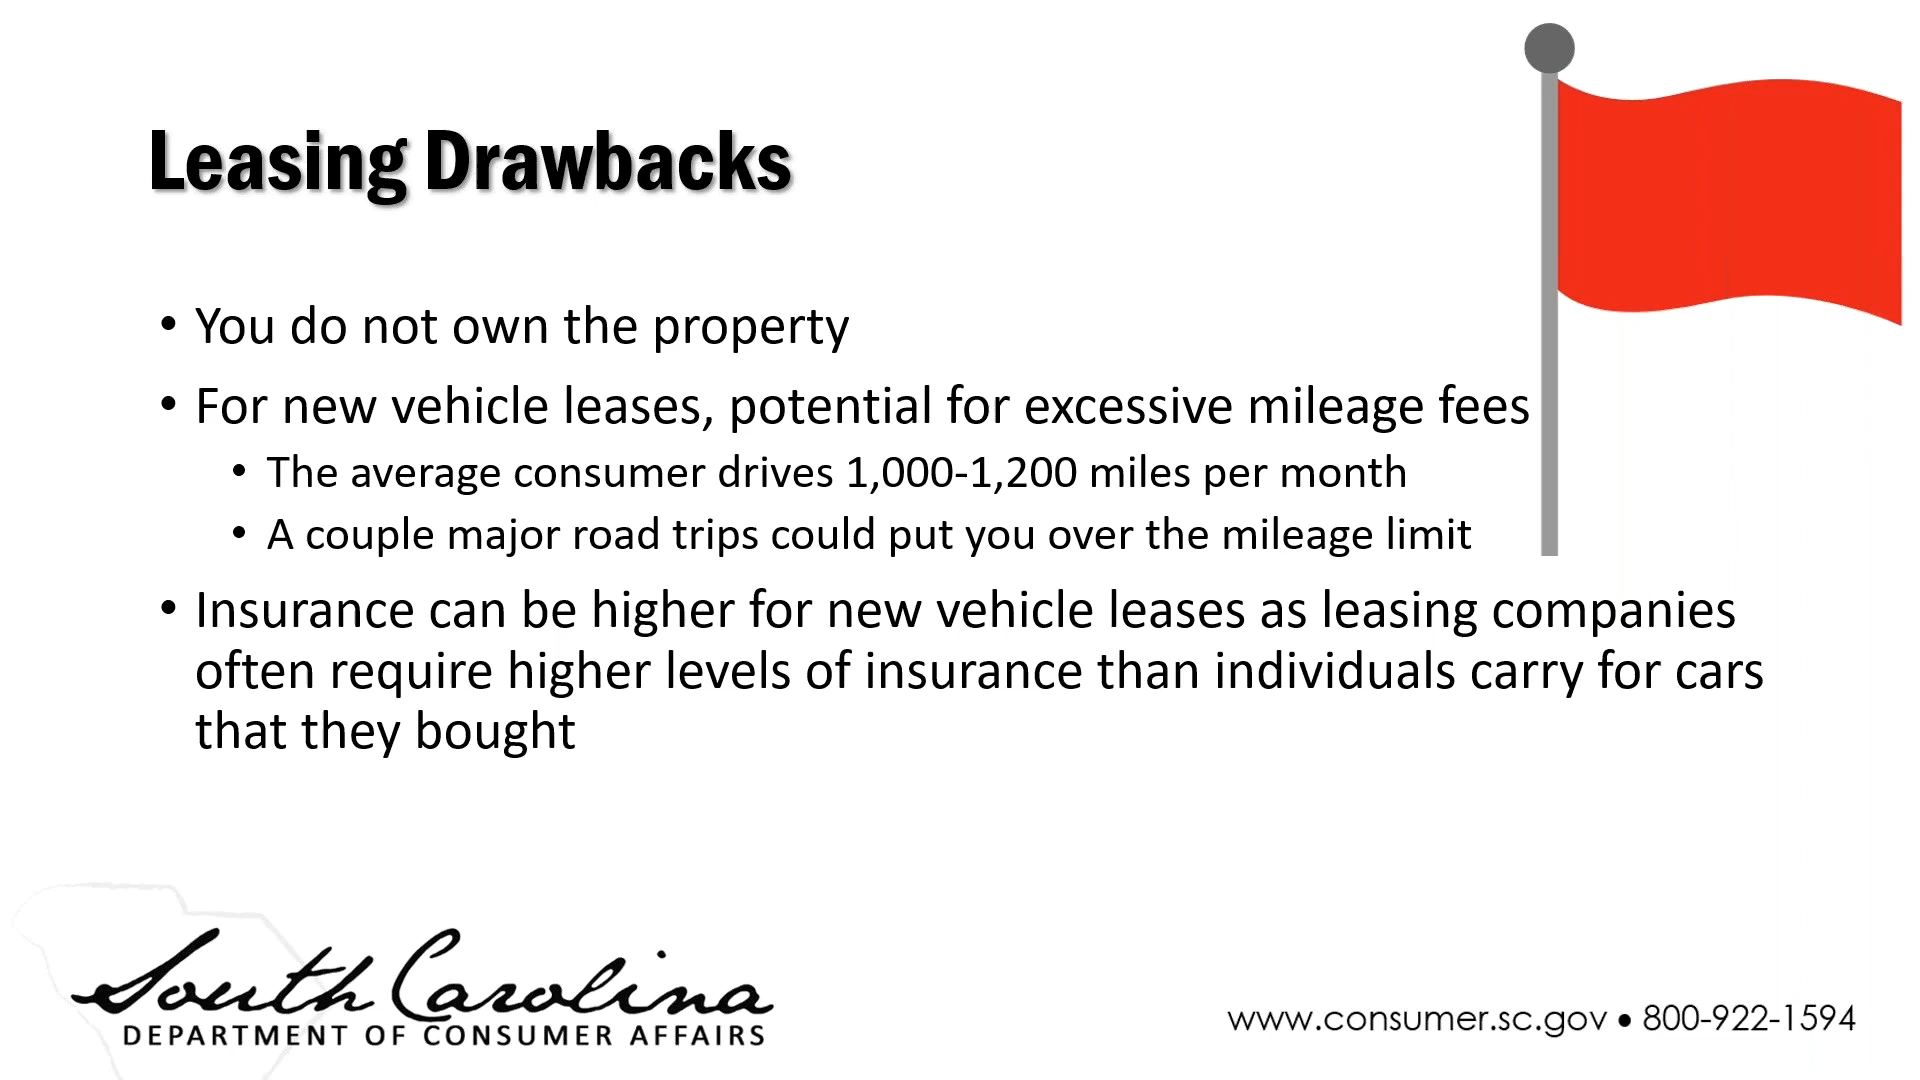 Leasing Drawbacks
• You do not own the property
• For new vehicle leases, potential for excessive mileage fees
• The average consumer drives 1,000-1,200 miles per month
• A couple major road trips could put you over the mileage limit
• Insurance can be higher for new vehicle leases as leasing companies
often require higher levels of insurance than individuals carry for cars
that they bought
South Carolina
DEPARTMENT OF CONSUMER AFFAIRS
www.consumer.sc.gov • 800-922-1594